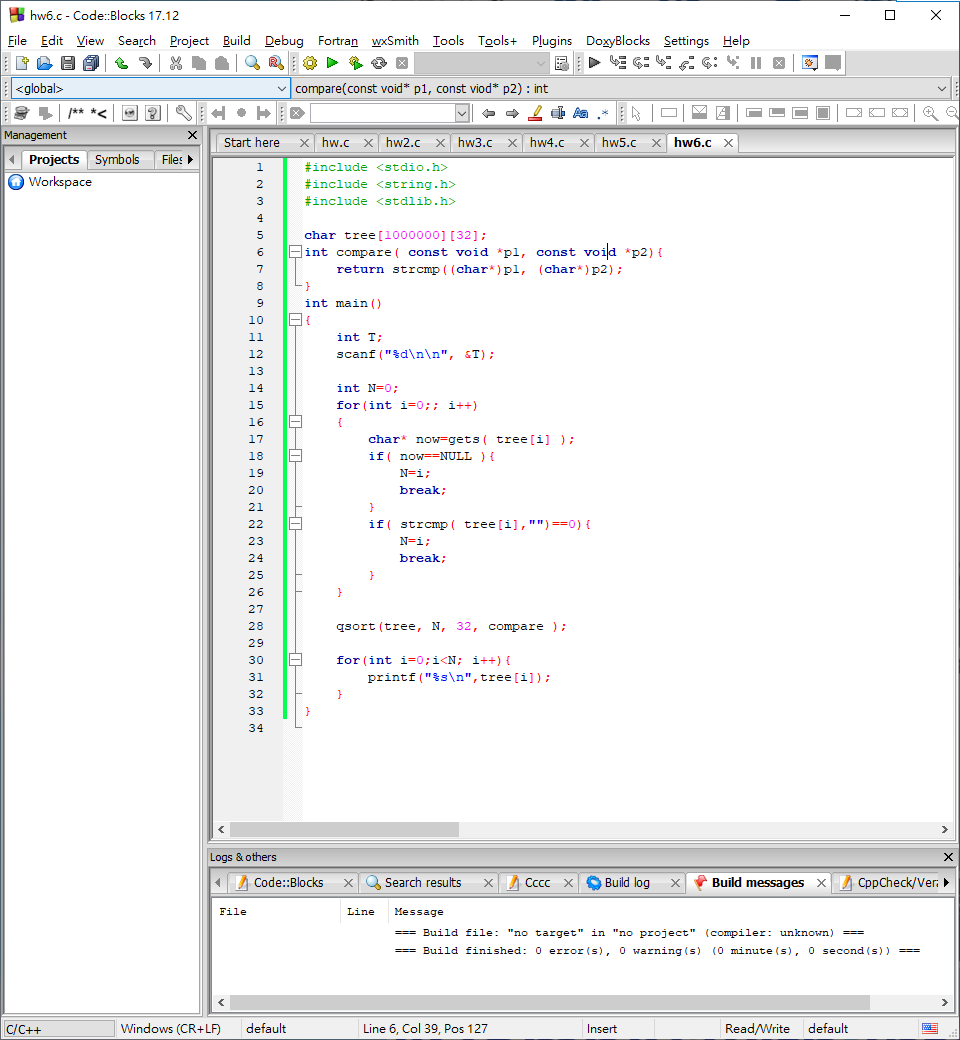 hw6.c - Code::Blocks 17.12
File Edit View Search Project Build Debug Fortran wxSmith Tools Tools+ Plugins DoxyBlocks Settings Help
<global> compare(const void* p1, const viod* p2) : int
/** *<
Management
Projects Symbols Files
Workspace
Start here hw.c hw2.c hw3.c hw4.c hw5.c hw6.c
1 #include <stdio.h>
2 #include <string.h>
3 #include <stdlib.h>
4
5 char tree[1000000][32];
6 int compare( const void *p1, const void *p2){
7 return strcmp((char*)p1, (char*)p2);
8 }
9 int main()
10 {
11 int T;
12 scanf("%d\n\n", &T);
13
14 int N=0;
15 for(int i=0;; i++)
16 {
17 char* now=gets( tree[i] );
18 if( now==NULL ){
19 N=i;
20 break;
21 }
22 if( strcmp( tree[i],"")==0){
23 N=i;
24 break;
25 }
26 }
27
28 qsort(tree, N, 32, compare );
29
30 for(int i=0;i<N; i++){
31 printf("%s\n",tree[i]);
32 }
33 }
34
Logs & others
Code::Blocks Search results Cccc Build log Build messages CppCheck/Vera
File Line Message
=== Build file: "no target" in "no project" (compiler: unknown) ===
=== Build finished: 0 error(s), 0 warning(s) (0 minute(s), 0 second(s)) ===
C/C++ Windows (CR+LF) default Line 6, Col 39, Pos 127 Insert Read/Write default